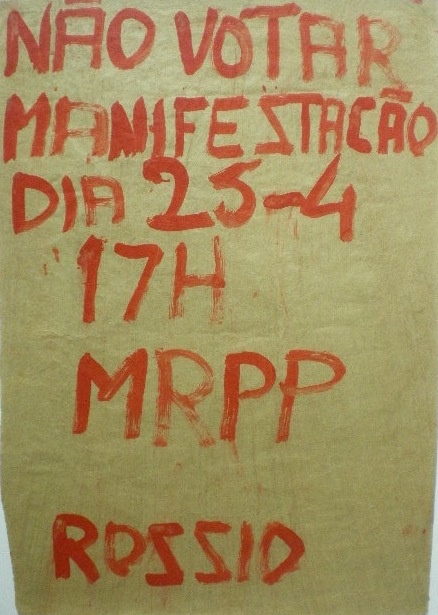 NÃO VOTAR
MANIFESTAÇÃO
DIA 25-4
17H
MRPP
ROSSIO